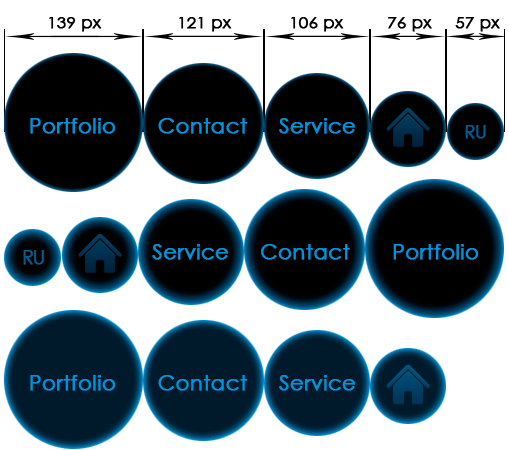 139 px 121 px 106 px 76 px 57 px
Portfolio Contact Service RU
RU Service Contact Portfolio
Portfolio Contact Service